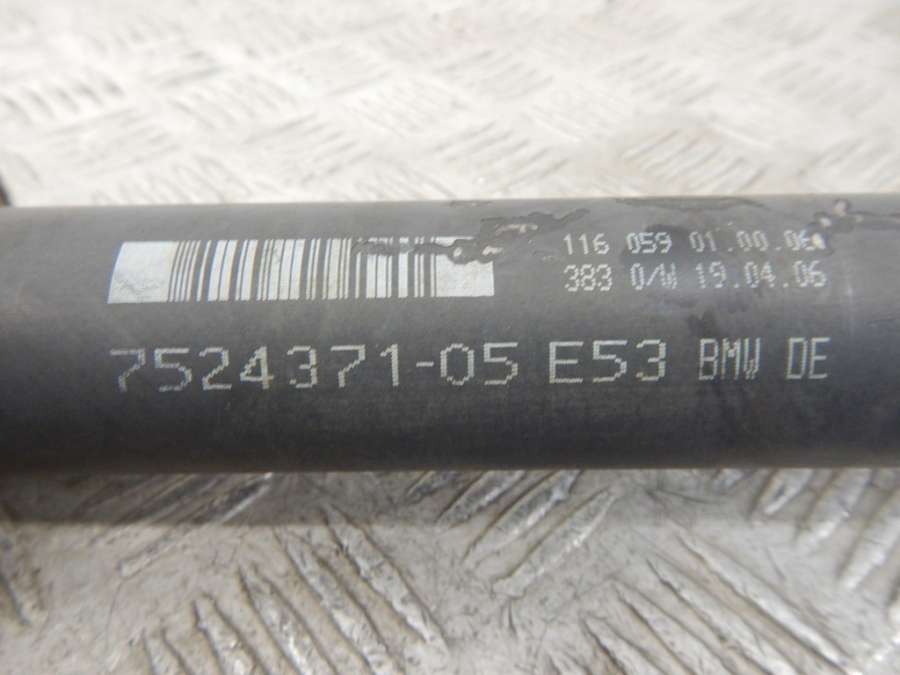 116 059 01.00.06
383 0/W 19.04.06
7524371-05 E53 BMW DE